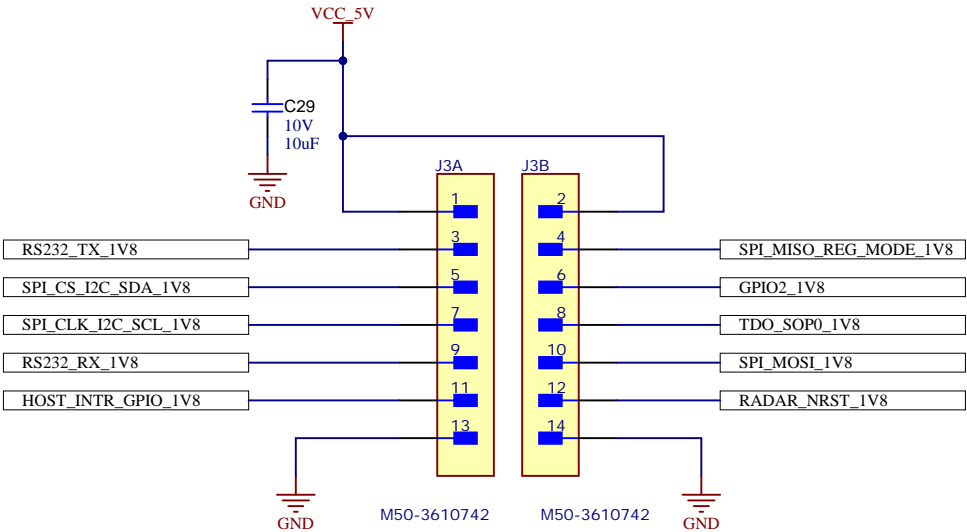 VCC_5V
C29
10V
10uF
GND
J3A
J3B
1
2
RS232_TX_1V8
3
4
SPI_MISO_REG_MODE_1V8
SPI_CS_I2C_SDA_1V8
5
6
GPIO2_1V8
SPI_CLK_I2C_SCL_1V8
7
8
TDO_SOP0_1V8
RS232_RX_1V8
9
10
SPI_MOSI_1V8
HOST_INTR_GPIO_1V8
11
12
RADAR_NRST_1V8
13
14
GND
M50-3610742
M50-3610742
GND